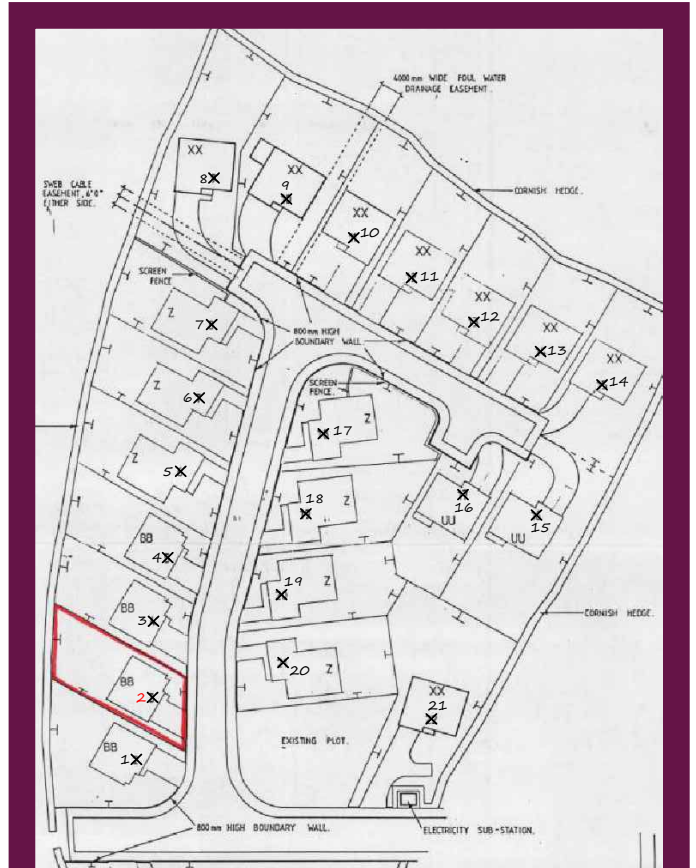 4000mm WIDE FOUL WATER
DRAINAGE EASEMENT.
XX
8
XX
9
SWEB CABLE
EASEMENT, 6'0"
EITHER SIDE.
CORNISH HEDGE.
XX
10
XX
11
SCREEN
FENCE
XX
12
Z
7
800mm HIGH
BOUNDARY WALL
XX
13
XX
14
SCREEN
FENCE.
Z
6
Z
17
Z
5
16
UU
15
UU
18
Z
BB
4
19
Z
BB
3
CORNISH HEDGE.
20
Z
BB
2
XX
21
EXISTING PLOT.
BB
1
800mm HIGH BOUNDARY WALL.
ELECTRICITY SUB-STATION.